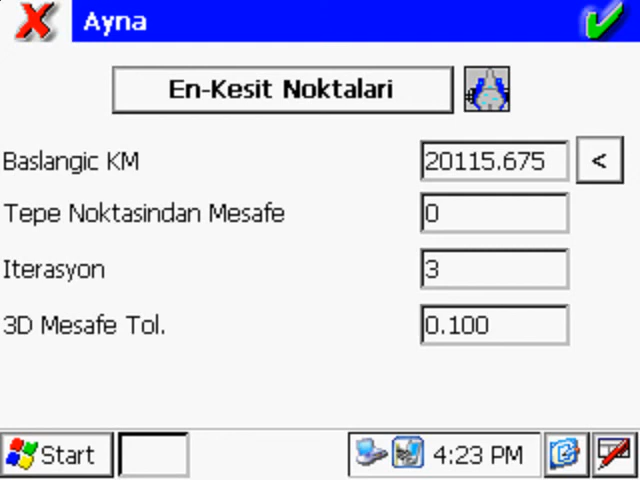 Ayna
En-Kesit Noktalari
Baslangic KM 20115.675 <
Tepe Noktasindan Mesafe 0
Iterasyon 3
3D Mesafe Tol. 0.100
Start 4:23 PM